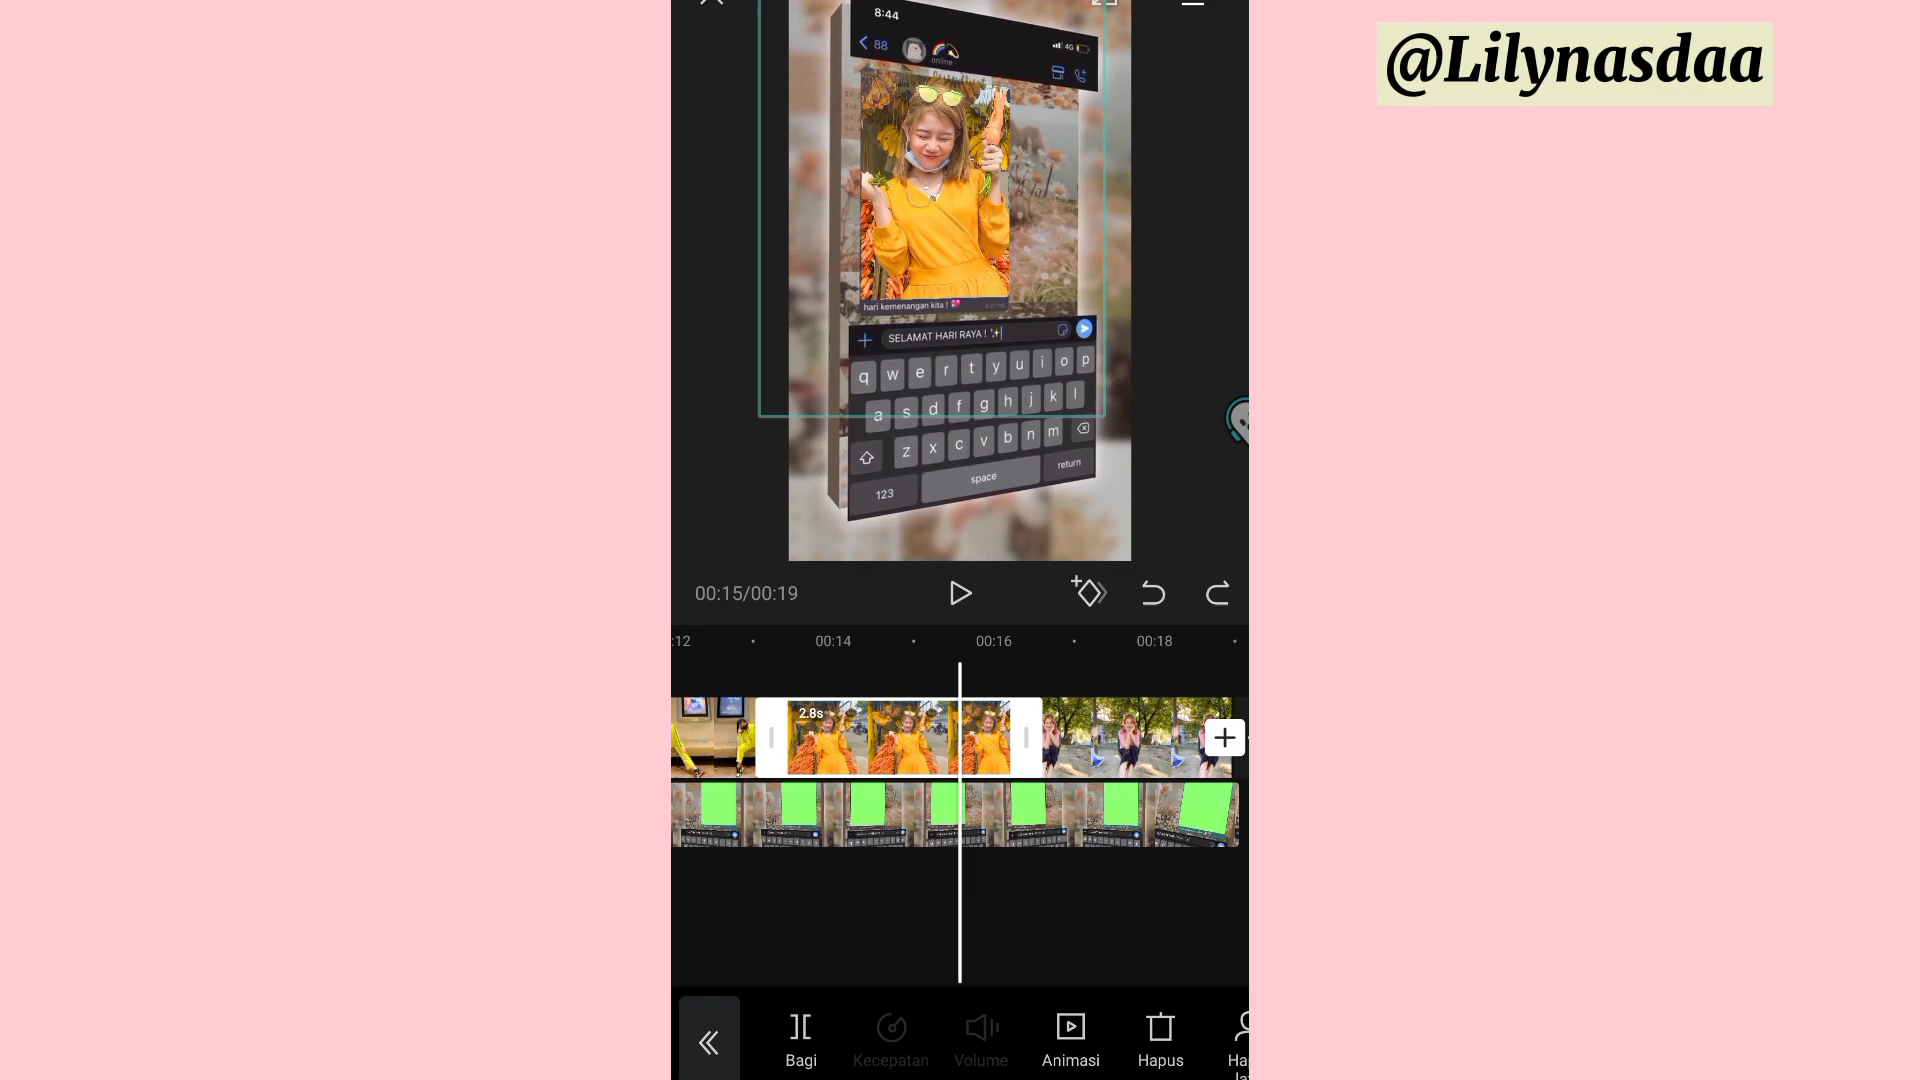 @Lilynasdaa
8:44
4G
88
online
hari kemenangan kita ! 💖
SELAMAT HARI RAYA ! ✨
q w e r t y u i o p
a s d f g h j k l
z x c v b n m
123 space return
00:15/00:19
:12 00:14 00:16 00:18
2.8s
Bagi Kecepatan Volume Animasi Hapus